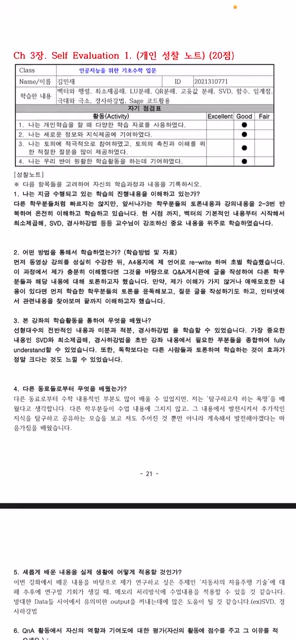 Ch 3장. Self Evaluation 1. (개인 성찰 노트) (20점)
Class 인공지능을 위한 기초수학 입문
Name/이름 김민재 ID 2021310771
학습한 내용 벡터와 행렬, 최소제곱해, LU분해, QR분해, 고윳값 분해, SVD, 함수, 임계점,
극대와 극소, 경사하강법, Sage 코드활용
자기 점검표
활동(Activity) Excellent Good Fair
1. 나는 개인학습을 할 때 다양한 학습 자료를 사용하였다. ●
2. 나는 새로운 정보와 지식제공에 기여하였다. ●
3. 나는 토의에 적극적으로 참여하였고, 토의의 촉진과 이해를 위
한 적절한 질문을 많이 제공하였다. ●
4. 나는 우리 반이 원활한 학습활동을 하는데 기여하였다. ●
[성찰노트]
※ 다음 항목들을 고려하여 자신의 학습과정과 내용을 기록하시오.
1. 나는 지금 수행되고 있는 학습의 진행내용을 이해하고 있는가?
다른 학우분들처럼 빠르지는 않지만, 앞서나가는 학우분들의 토론내용과 강의내용을 2~3번 반
복하여 온전히 이해하고 학습하고 있습니다. 현 시점 까지, 벡터의 기본적인 내용부터 시작해서
최소제곱해, SVD, 경사하강법 등등 교수님이 강조하신 중요 내용을 위주로 학습하였습니다.
2. 어떤 방법을 통해서 학습하였는가? (학습방법 및 자료)
먼저 동영상 강의를 성실히 수강한 뒤, A4용지에 제 언어로 re-write 하며 초벌 학습했습니다.
이 과정에서 제가 충분히 이해했다면 그것을 바탕으로 Q&A게시판에 글을 작성하여 다른 학우
분들과 해당 내용에 대해 토론하고자 했습니다. 만약, 제가 이해가 가지 않거나 애매모호한 내
용이 있다면 먼저 학습한 학우분들의 토론을 정독해보고, 질문 글을 작성하기도 하고, 인터넷에
서 관련내용을 찾아보며 끝까지 이해하고자 했습니다.
3. 본 강좌의 학습활동을 통하여 무엇을 배웠나?
선형대수의 전반적인 내용과 미분과 적분, 경사하강법 을 학습할 수 있었습니다. 가장 중요한
내용인 SVD와 최소제곱해, 경사하강법을 초반 강좌 내용에서 필요한 부분들을 종합하여 fully
understand할 수 있었습니다. 또한, 독학보다는 다른 사람들과 토론하며 학습하는 것이 효과가
정말 크다는 것도 느낄 수 있었습니다.
4. 다른 동료들로부터 무엇을 배웠는가?
다른 동료로부터 수학 내용적인 부분도 많이 배울 수 있었지만, 저는 '탐구하고자 하는 욕망'을 배
웠다고 생각합니다. 다른 학우분들이 수업 내용에 그치지 않고, 그 내용에서 발전시켜서 추가적인
지식을 탐구하고 공유하는 모습을 보고 저도 주어진 것 뿐만 아니라 계속해서 발전해야겠다는 마
음가짐을 배웠습니다.
- 21 -
5. 새롭게 배운 내용을 실제 생활에 어떻게 적용할 것인가?
이번 강좌에서 배운 내용을 바탕으로 제가 연구하고 싶은 주제인 '자동차의 자율주행 기술'에 대
해 추후에 연구할 기회가 생길 때, 메모리 처리방식에 수업내용을 적용할 수 있을 것 같습니다.
방대한 Data들 사이에서 유의미한 output을 꺼내는데에 많은 도움이 될 것 같습니다.(ex)SVD, 경
사하강법
6. QnA 활동에서 자신의 역할과 기여도에 대한 평가(자신의 활동에 점수를 주고 그 이유를 적